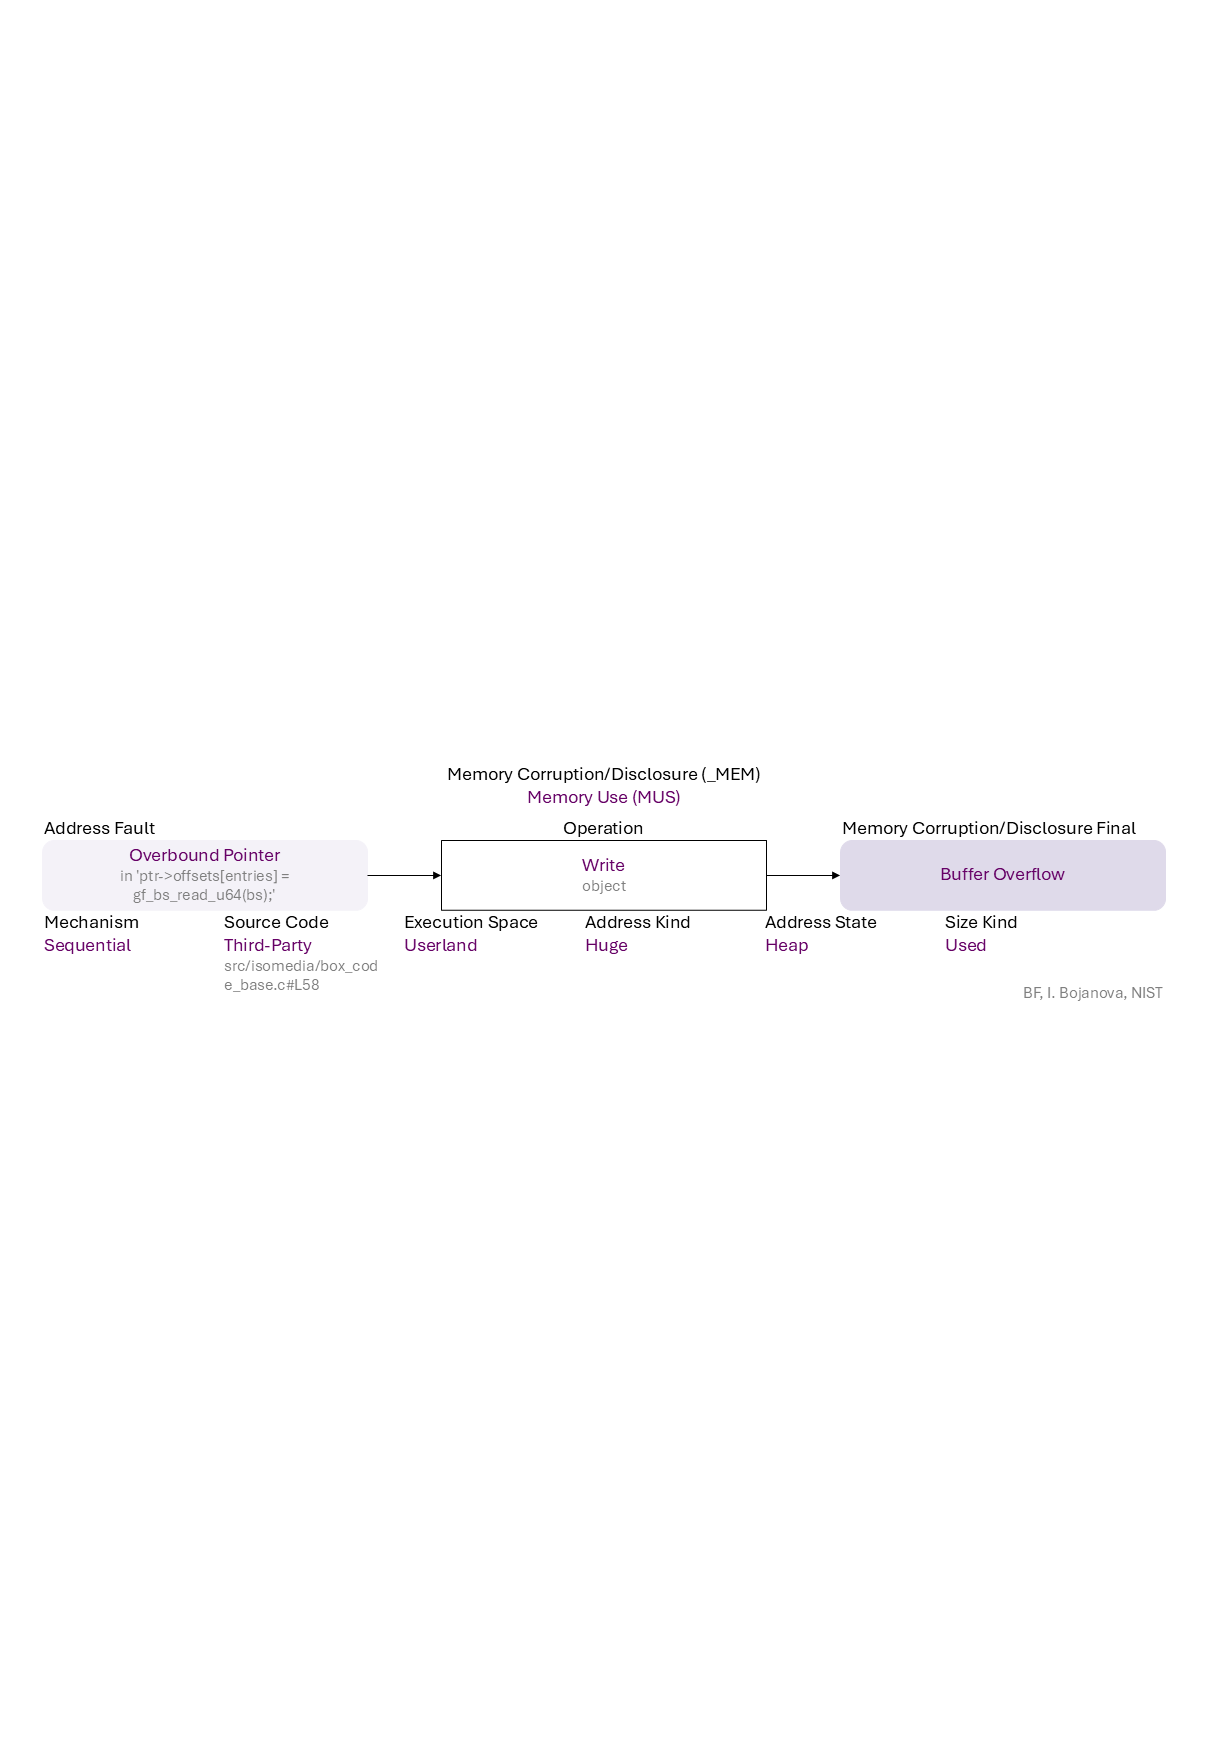 Memory Corruption/Disclosure (_MEM)
Memory Use (MUS)
Address Fault
Operation
Memory Corruption/Disclosure Final
Overbound Pointer
in 'ptr->offsets[entries] =
gf_bs_read_u64(bs);'
Write
object
Buffer Overflow
Mechanism
Sequential
Source Code
Third-Party
src/isomedia/box_cod
e_base.c#L58
Execution Space
Userland
Address Kind
Huge
Address State
Heap
Size Kind
Used
BF, I. Bojanova, NIST